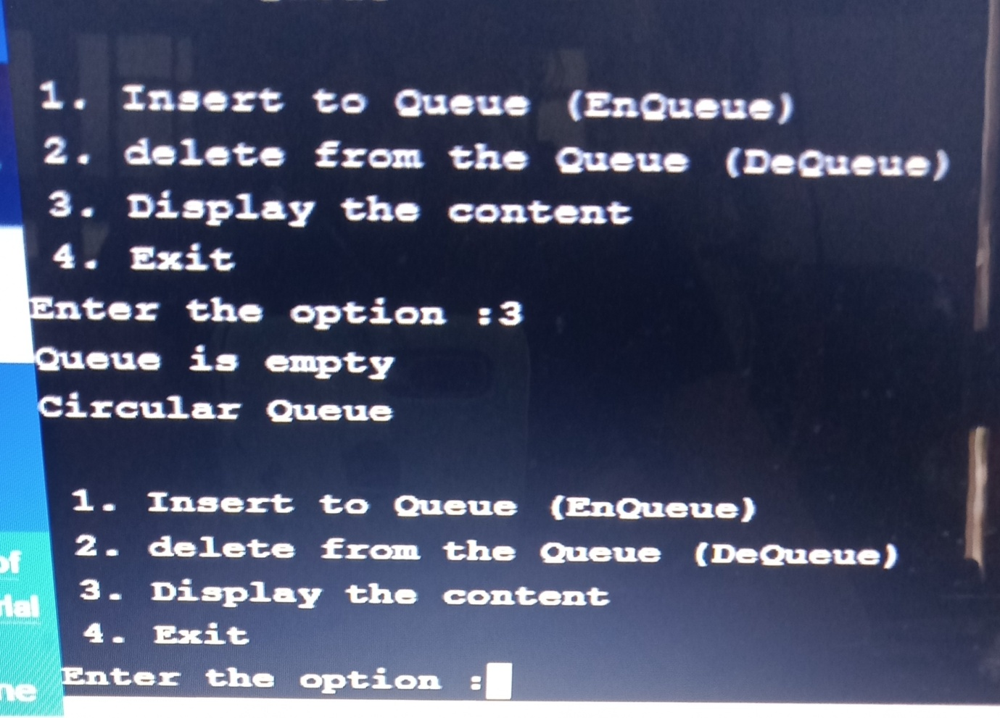 1. Insert to Queue (EnQueue)
2. delete from the Queue (DeQueue)
3. Display the content
4. Exit
Enter the option :3
Queue is empty
Circular Queue
1. Insert to Queue (EnQueue)
2. delete from the Queue (DeQueue)
3. Display the content
4. Exit
Enter the option :
of